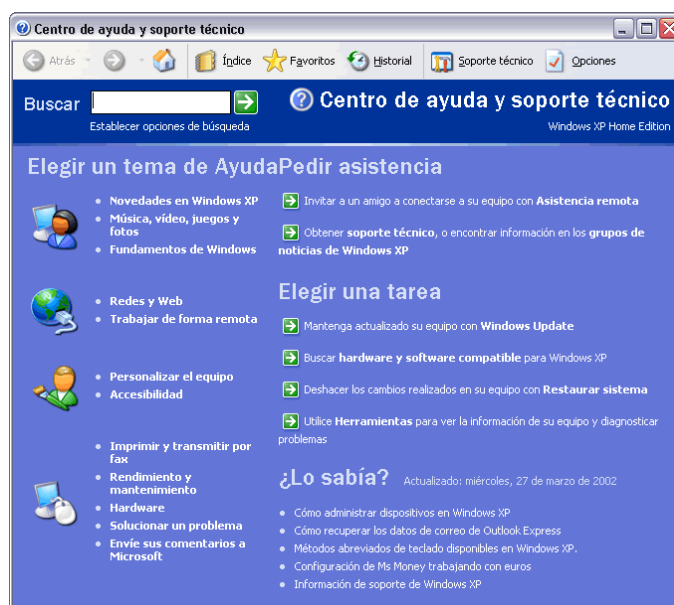 Centro de ayuda y soporte técnico
Atrás
Índice
Favoritos
Historial
Soporte técnico
Opciones
Buscar
Establecer opciones de búsqueda
Centro de ayuda y soporte técnico
Windows XP Home Edition
Elegir un tema de Ayuda
Novedades en Windows XP
Música, vídeo, juegos y
fotos
Fundamentos de Windows
Redes y Web
Trabajar de forma remota
Personalizar el equipo
Accesibilidad
Imprimir y transmitir por
fax
Rendimiento y
mantenimiento
Hardware
Solucionar un problema
Envíe sus comentarios a
Microsoft
Pedir asistencia
Invitar a un amigo a conectarse a su equipo con Asistencia remota
Obtener soporte técnico, o encontrar información en los grupos de
noticias de Windows XP
Elegir una tarea
Mantenga actualizado su equipo con Windows Update
Buscar hardware y software compatible para Windows XP
Deshacer los cambios realizados en su equipo con Restaurar sistema
Utilice Herramientas para ver la información de su equipo y diagnosticar
problemas
¿Lo sabía?
Actualizado: miércoles, 27 de marzo de 2002
Cómo administrar dispositivos en Windows XP
Cómo recuperar los datos de correo de Outlook Express
Métodos abreviados de teclado disponibles en Windows XP.
Configuración de Ms Money trabajando con euros
Información de soporte de Windows XP